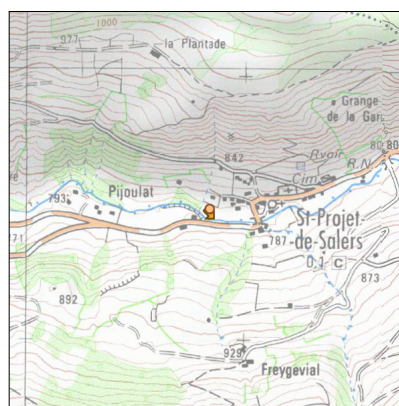 1000
977
la Plantade
Grange
de la Gar
842
Rvoir
R.N.
80
Cim
Pijoulat
793
St-Projet-
-de-Salers
771
787
873
892
929
Freygevial